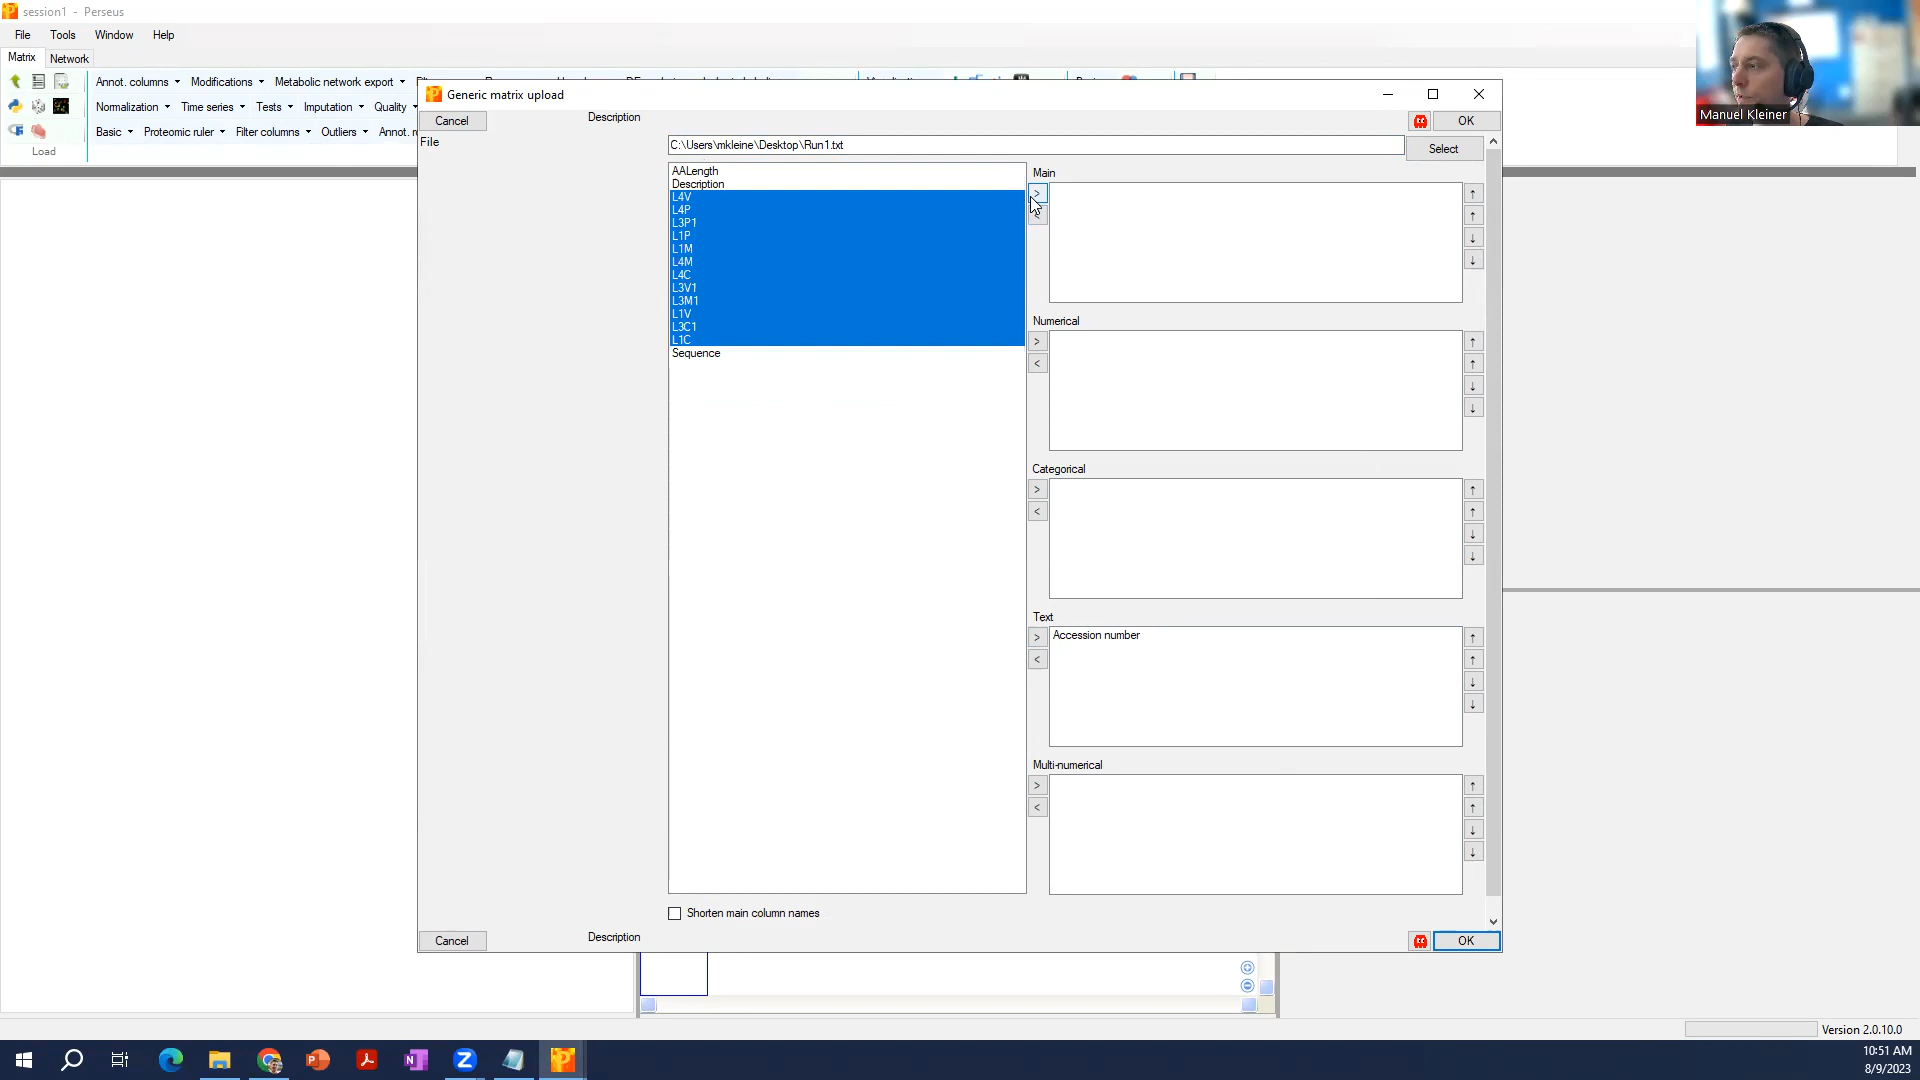 session1 - Perseus
File Tools Window Help
Matrix Network
Annot. columns Modifications Metabolic network export
Normalization Time series Tests Imputation Quality
Basic Proteomic ruler Filter columns Outliers Annot. r
Load
Generic matrix upload
Cancel Description OK
File C:\Users\mkleine\Desktop\Run1.txt Select
AALength
Description
L4V
L4P
L3P1
L1P
L1M
L4M
L4C
L3V1
L3M1
L1V
L3C1
L1C
Sequence
Main
>
<
Numerical
>
<
Categorical
>
<
Text
>
<
Accession number
Multi-numerical
>
<
Shorten main column names
Cancel Description OK
Manuel Kleiner
Version 2.0.10.0
10:51 AM
8/9/2023